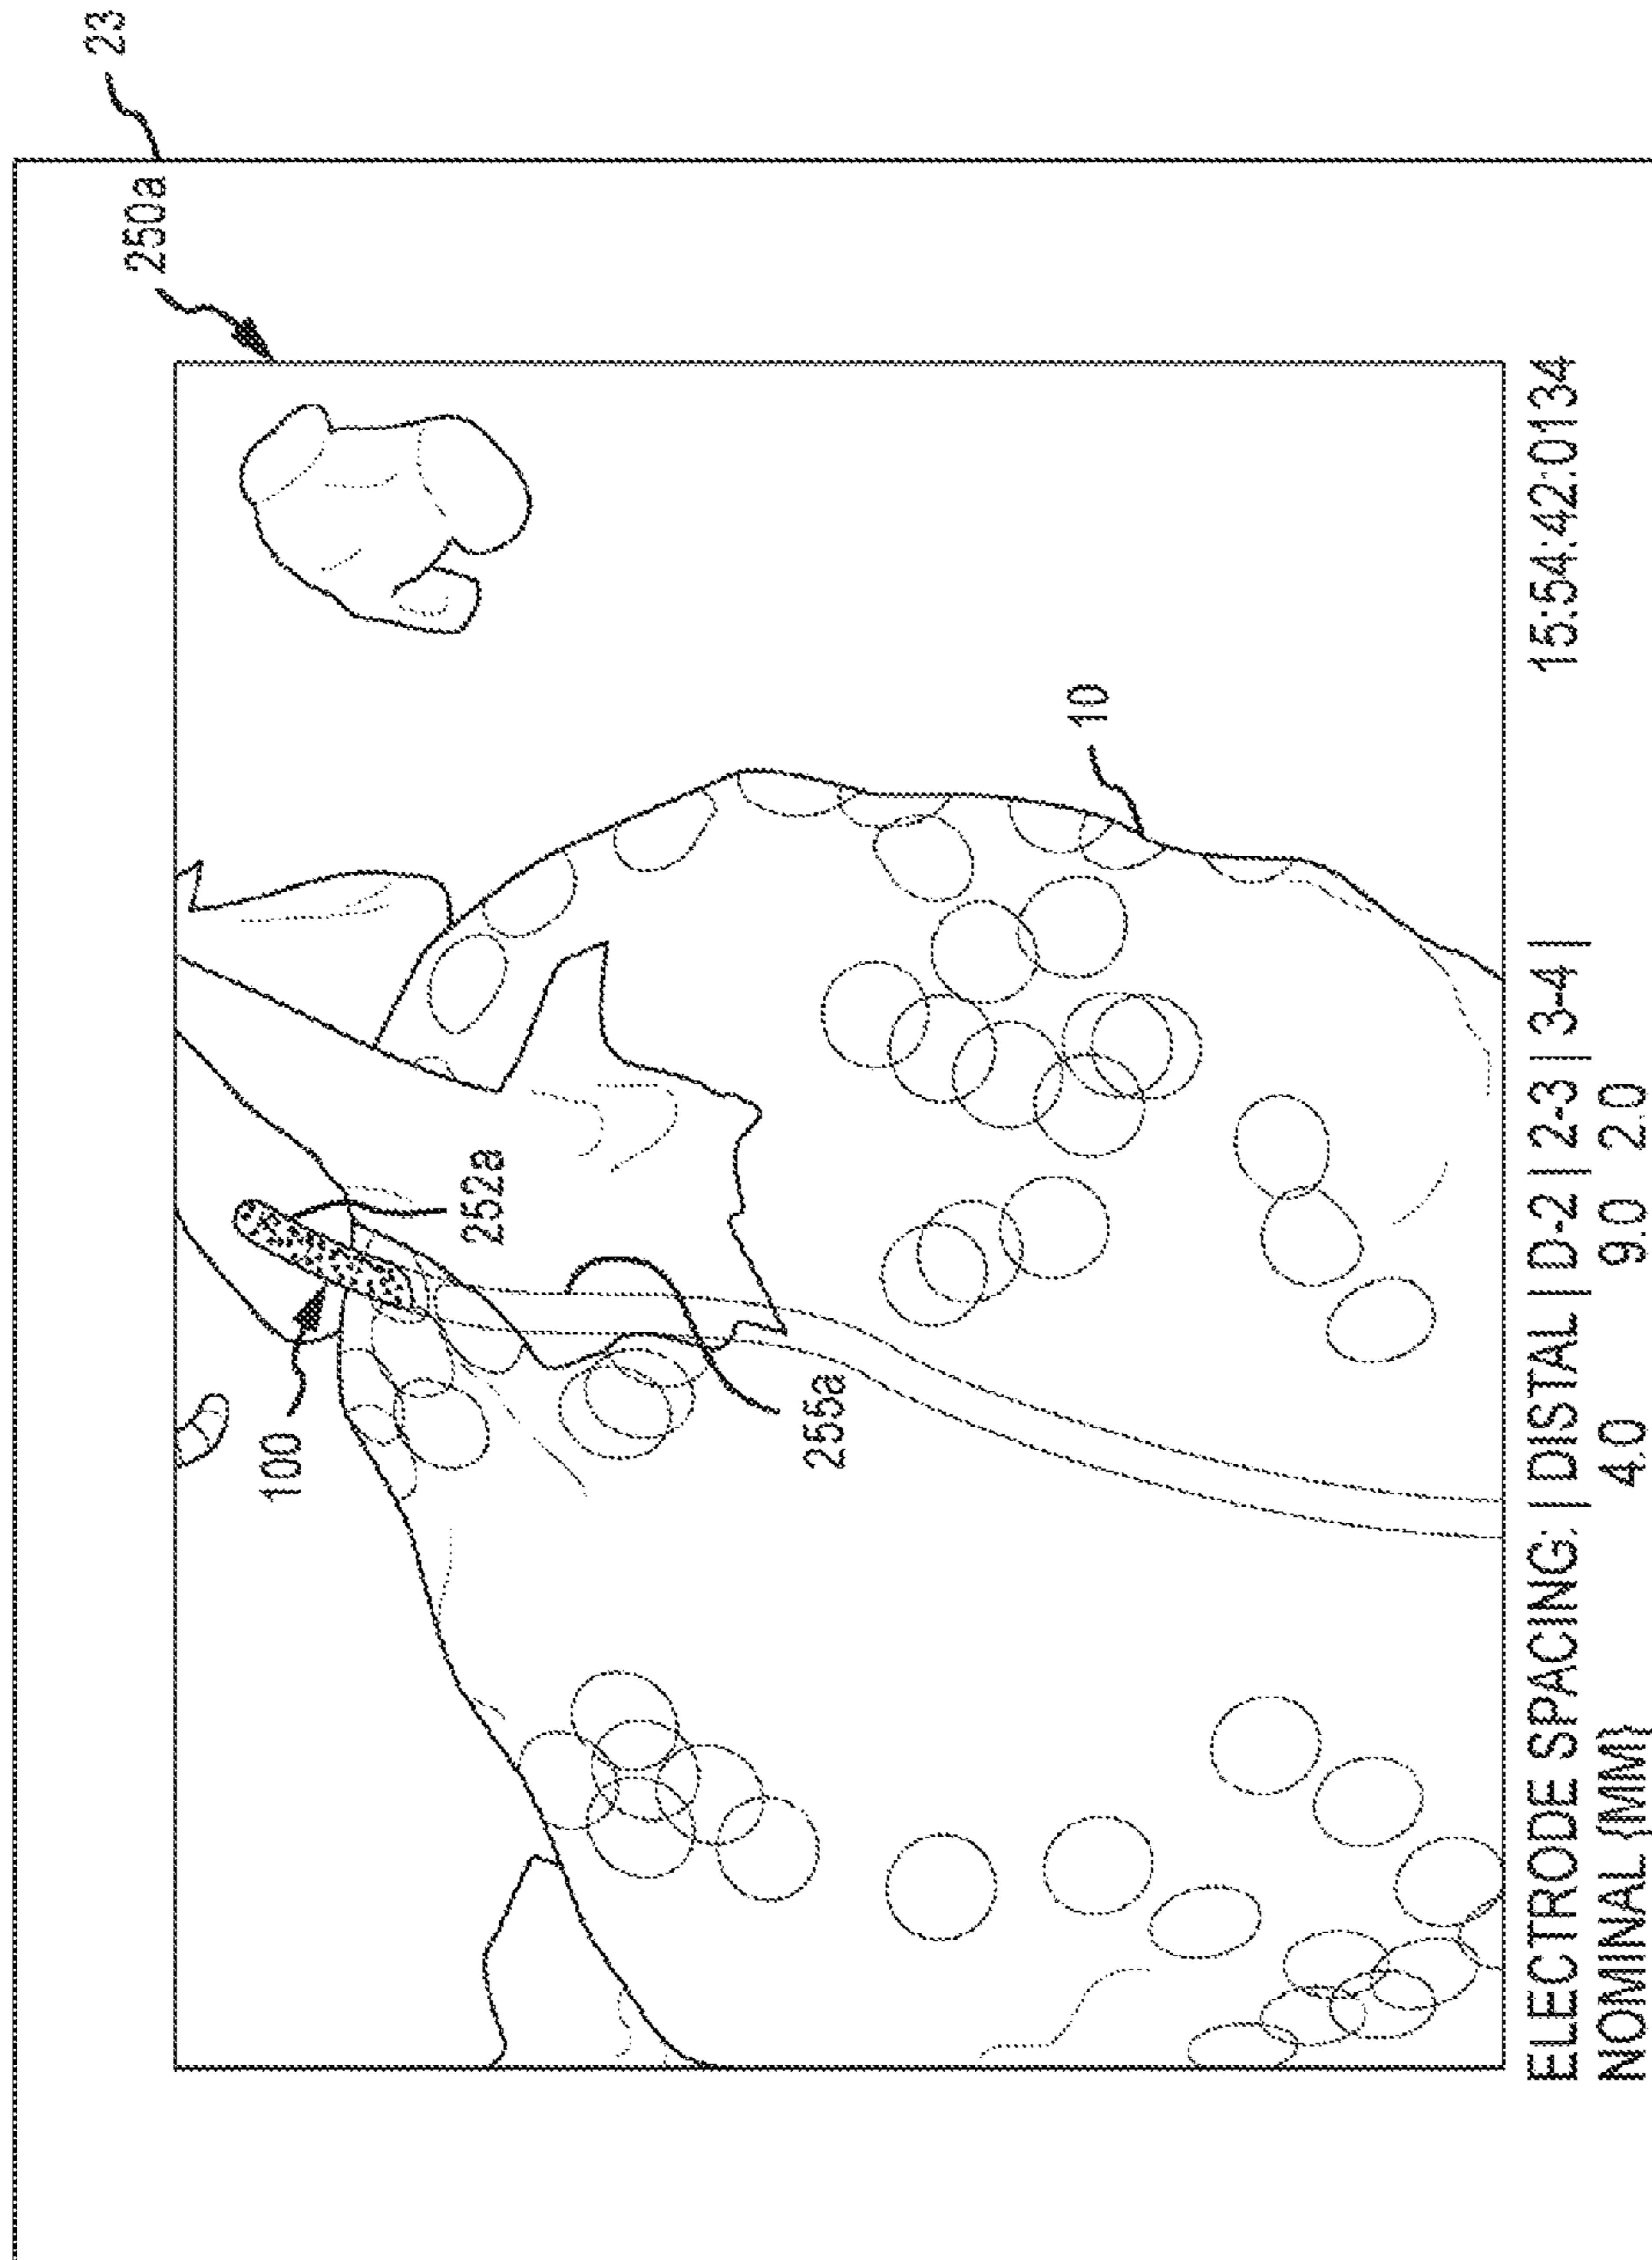 23
250a
10
252a
100
255a
15:54:42:0134
ELECTRODE SPACING: | DISTAL | D-2 | 2-3 | 3-4 |
NOMINAL {MM} 4.0 9.0 2.0